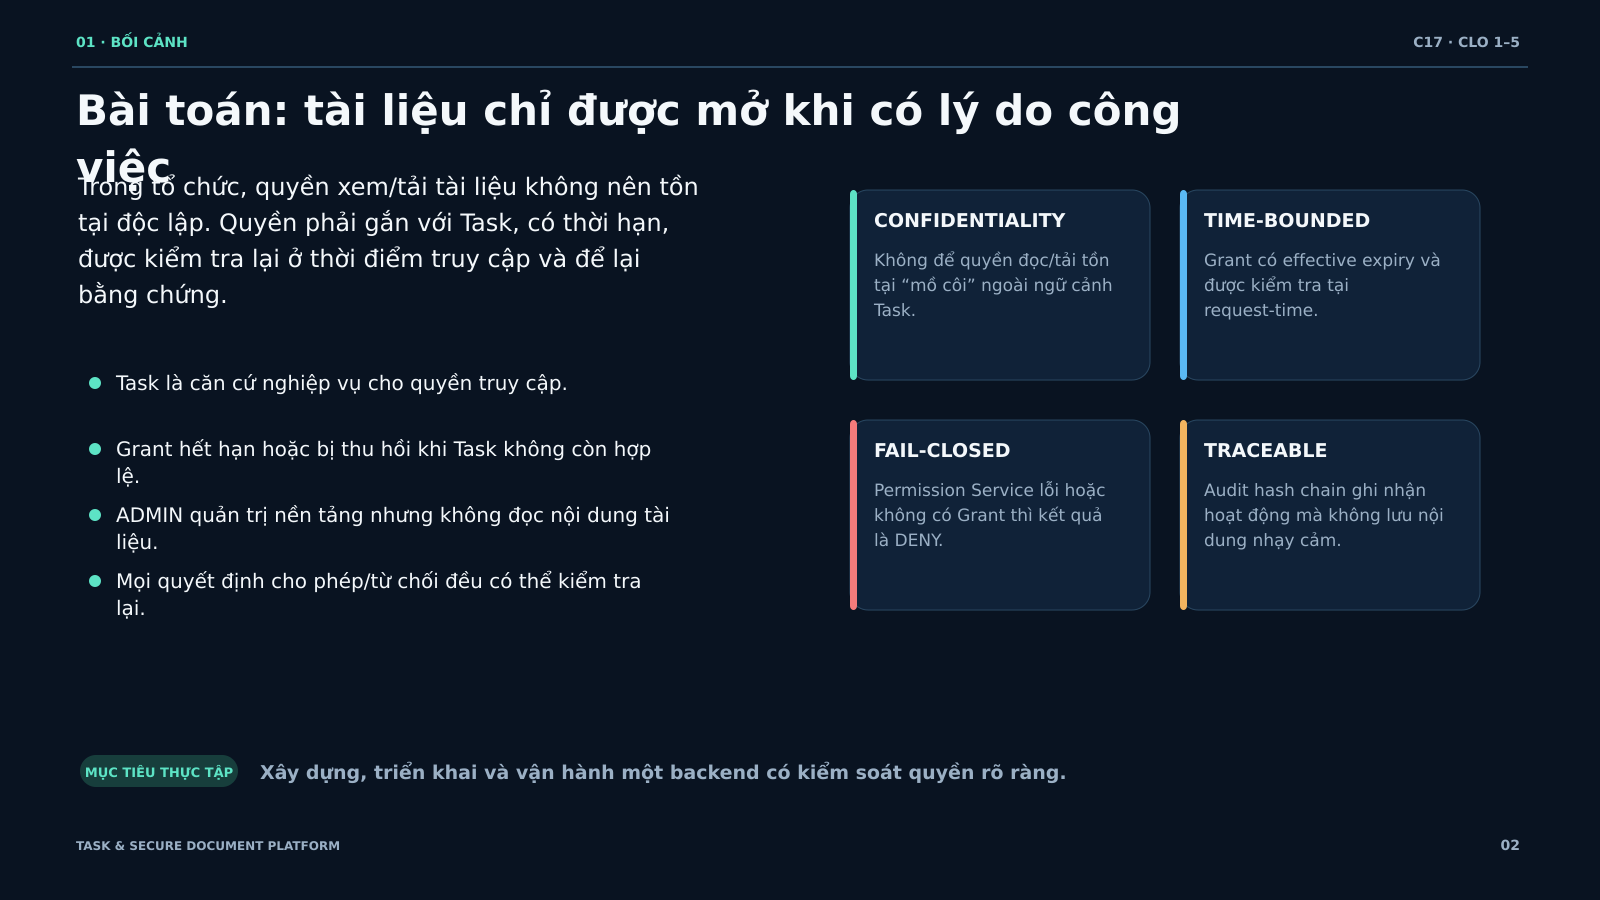 01 · BỐI CẢNH
C17 · CLO 1–5
Bài toán: tài liệu chỉ được mở khi có lý do công
việc
Trong tổ chức, quyền xem/tải tài liệu không nên tồn
tại độc lập. Quyền phải gắn với Task, có thời hạn,
được kiểm tra lại ở thời điểm truy cập và để lại
bằng chứng.
Task là căn cứ nghiệp vụ cho quyền truy cập.
Grant hết hạn hoặc bị thu hồi khi Task không còn hợp
lệ.
ADMIN quản trị nền tảng nhưng không đọc nội dung tài
liệu.
Mọi quyết định cho phép/từ chối đều có thể kiểm tra
lại.
CONFIDENTIALITY
Không để quyền đọc/tải tồn
tại “mồ côi” ngoài ngữ cảnh
Task.
TIME-BOUNDED
Grant có effective expiry và
được kiểm tra tại
request-time.
FAIL-CLOSED
Permission Service lỗi hoặc
không có Grant thì kết quả
là DENY.
TRACEABLE
Audit hash chain ghi nhận
hoạt động mà không lưu nội
dung nhạy cảm.
MỤC TIÊU THỰC TẬP
Xây dựng, triển khai và vận hành một backend có kiểm soát quyền rõ ràng.
TASK & SECURE DOCUMENT PLATFORM
02